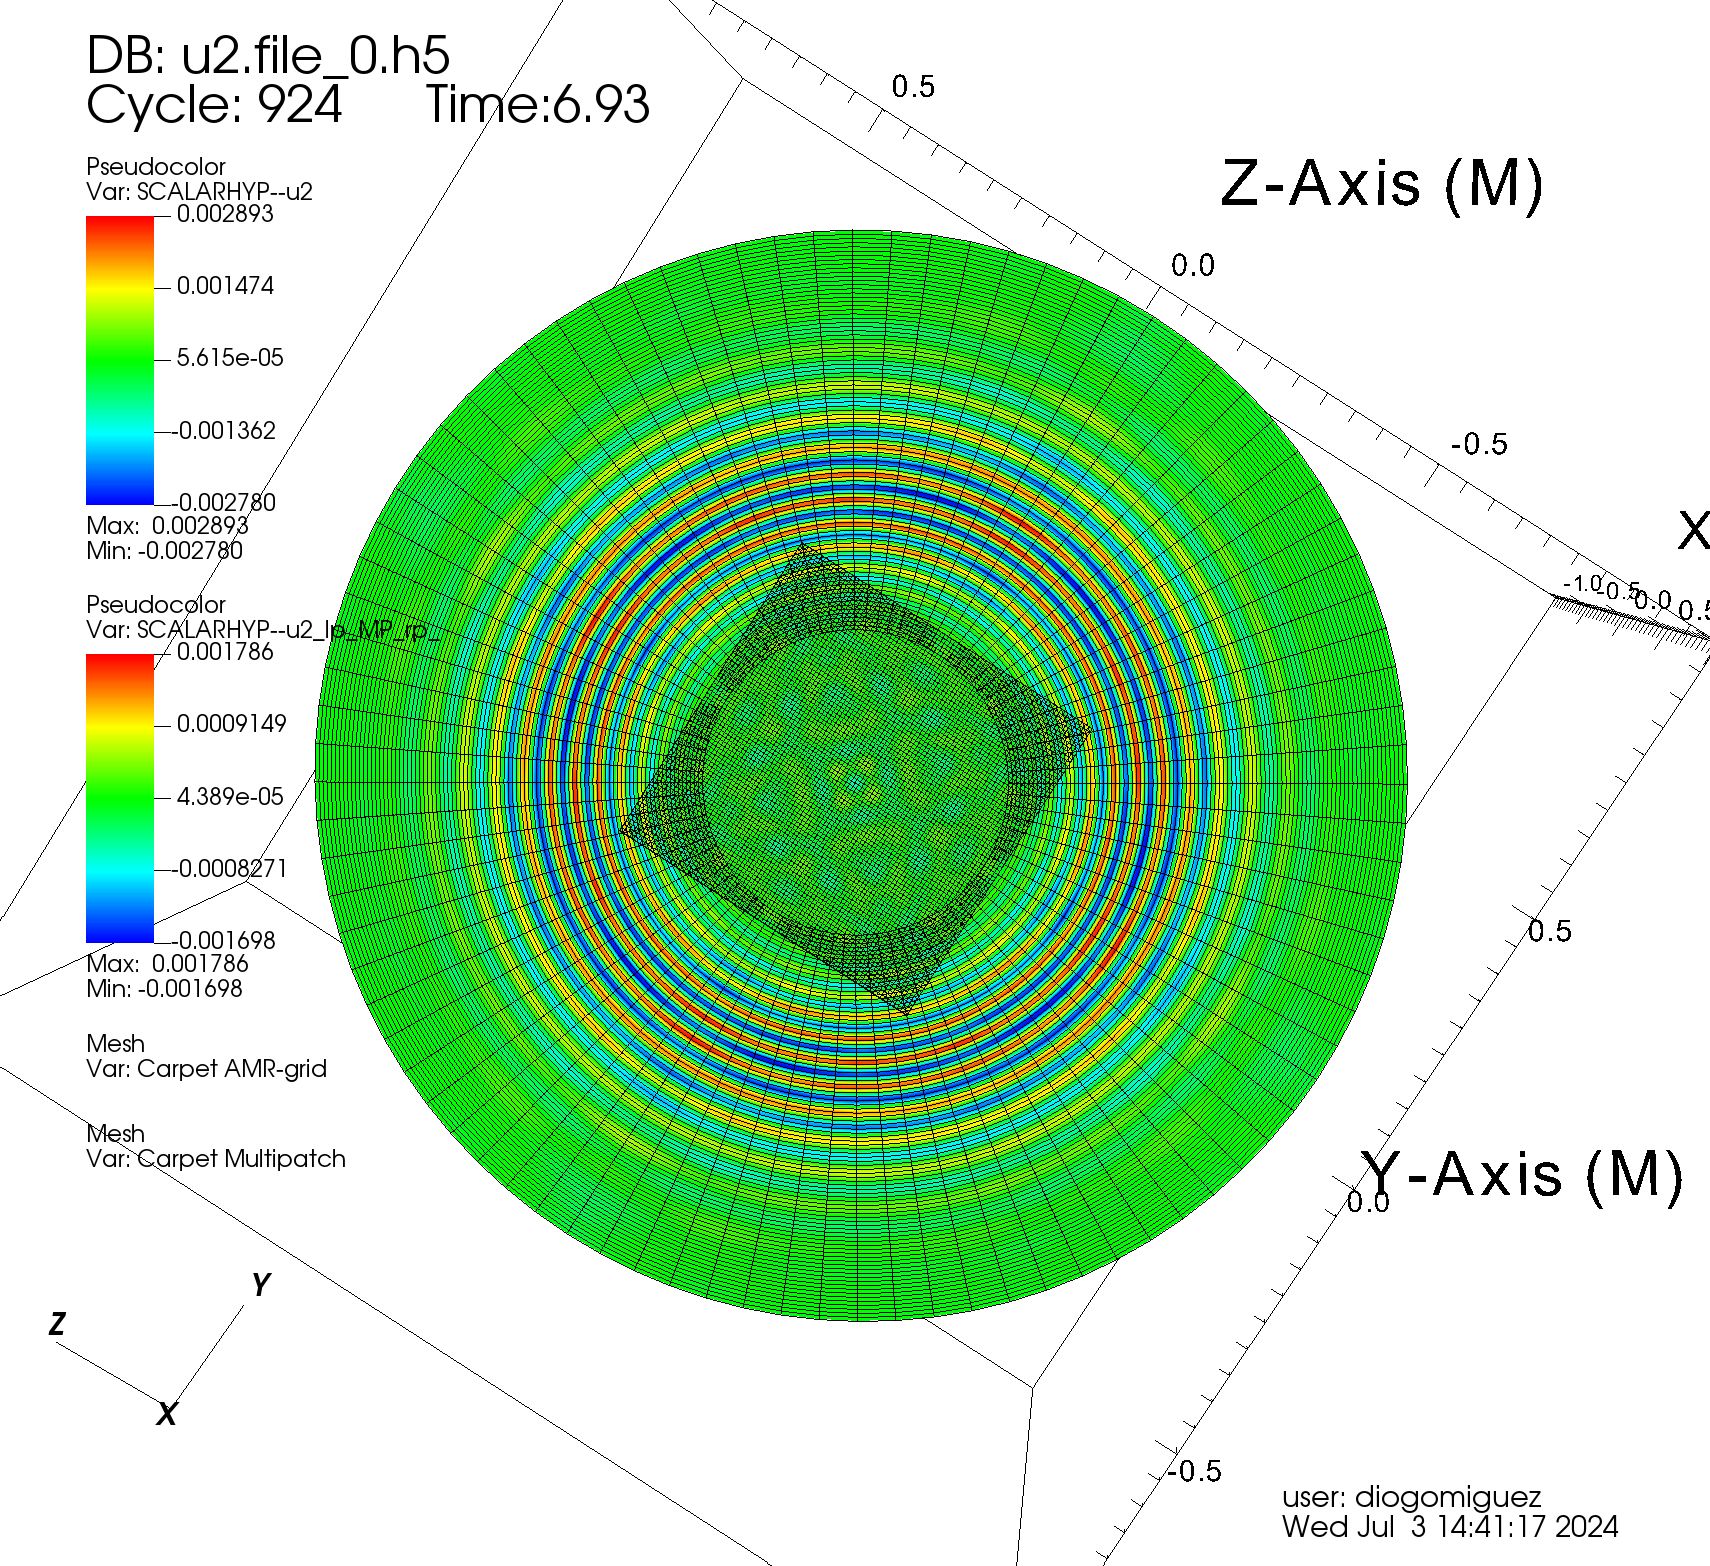 DB: u2.file_0.h5
Cycle: 924 Time:6.93
Pseudocolor
Var: SCALARHYP--u2
0.002893
0.001474
5.615e-05
-0.001362
-0.002780
Max: 0.002893
Min: -0.002780
Pseudocolor
Var: SCALARHYP--u2_lp_MP_rp_
0.001786
0.0009149
4.389e-05
-0.0008271
-0.001698
Max: 0.001786
Min: -0.001698
Mesh
Var: Carpet AMR-grid
Mesh
Var: Carpet Multipatch
0.5
Z-Axis (M)
0.0
-0.5
X
-1.0
-0.5
0.0
0.5
0.5
Y-Axis (M)
0.0
-0.5
Y
Z
X
user: diogomiguez
Wed Jul 3 14:41:17 2024